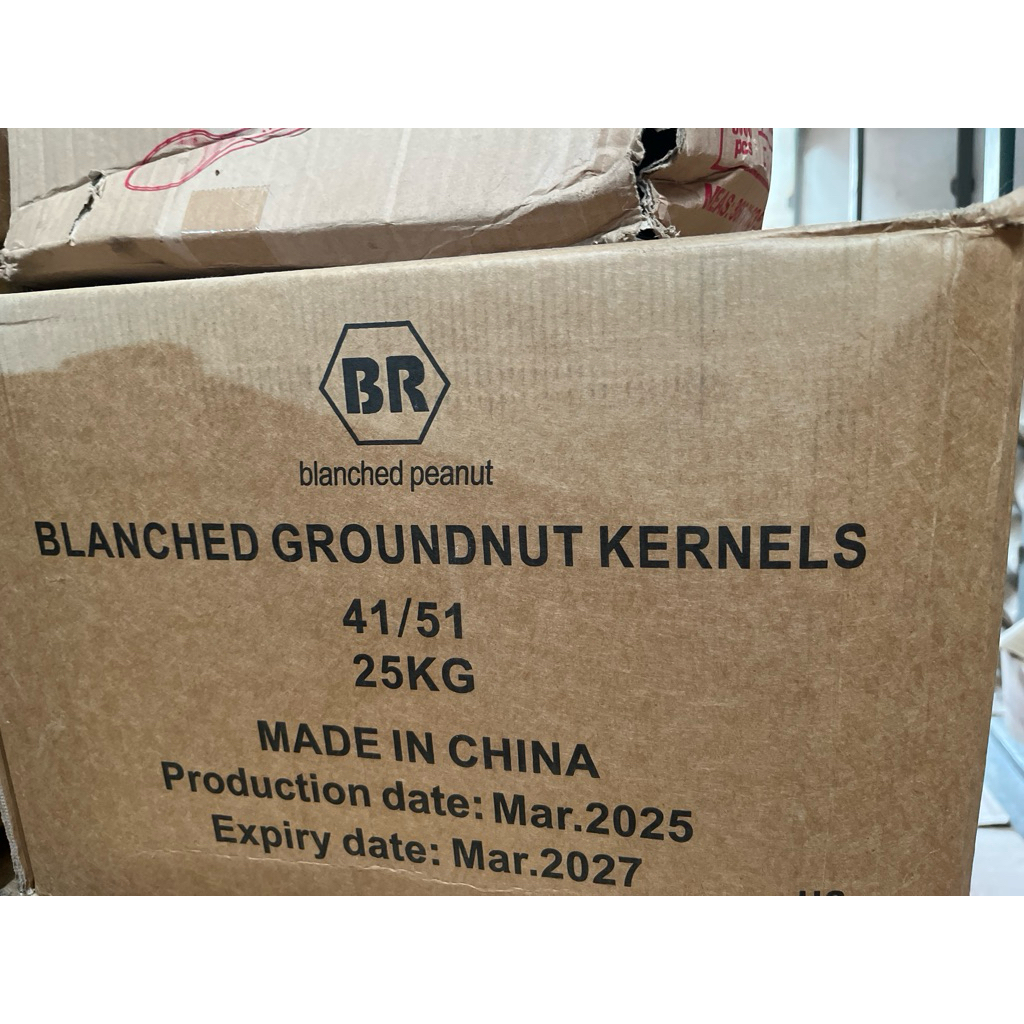 pcs
BR
blanched peanut
BLANCHED GROUNDNUT KERNELS
41/51
25KG
MADE IN CHINA
Production date: Mar.2025
Expiry date: Mar.2027